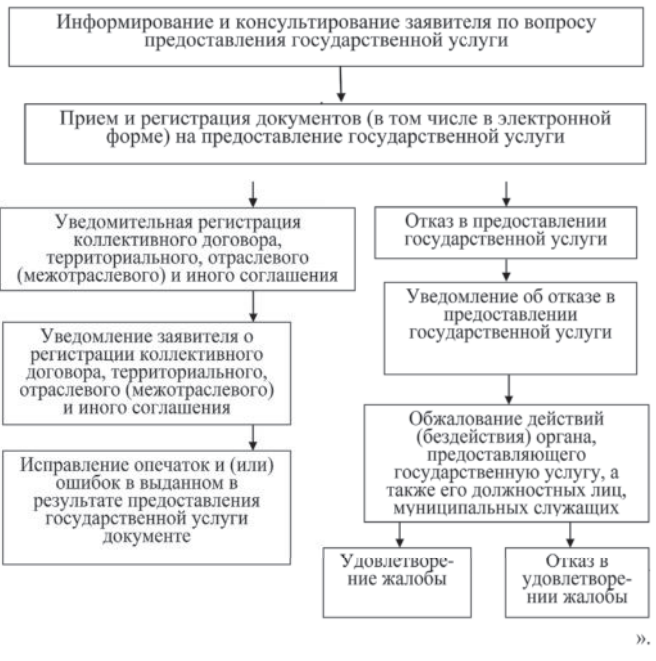 Информирование и консультирование заявителя по вопросу
предоставления государственной услуги
Прием и регистрация документов (в том числе в электронной
форме) на предоставление государственной услуги
Уведомительная регистрация
коллективного договора,
территориального, отраслевого
(межотраслевого) и иного соглашения
Уведомление заявителя о
регистрации коллективного
договора, территориального,
отраслевого (межотраслевого)
и иного соглашения
Исправление опечаток и (или)
ошибок в выданном в
результате предоставления
государственной услуги
документе
Отказ в предоставлении
государственной услуги
Уведомление об отказе в
предоставлении
государственной услуги
Обжалование действий
(бездействия) органа,
предоставляющего
государственную услугу, а
также его должностных лиц,
муниципальных служащих
Удовлетворе-
ние жалобы
Отказ в
удовлетворе-
нии жалобы
».